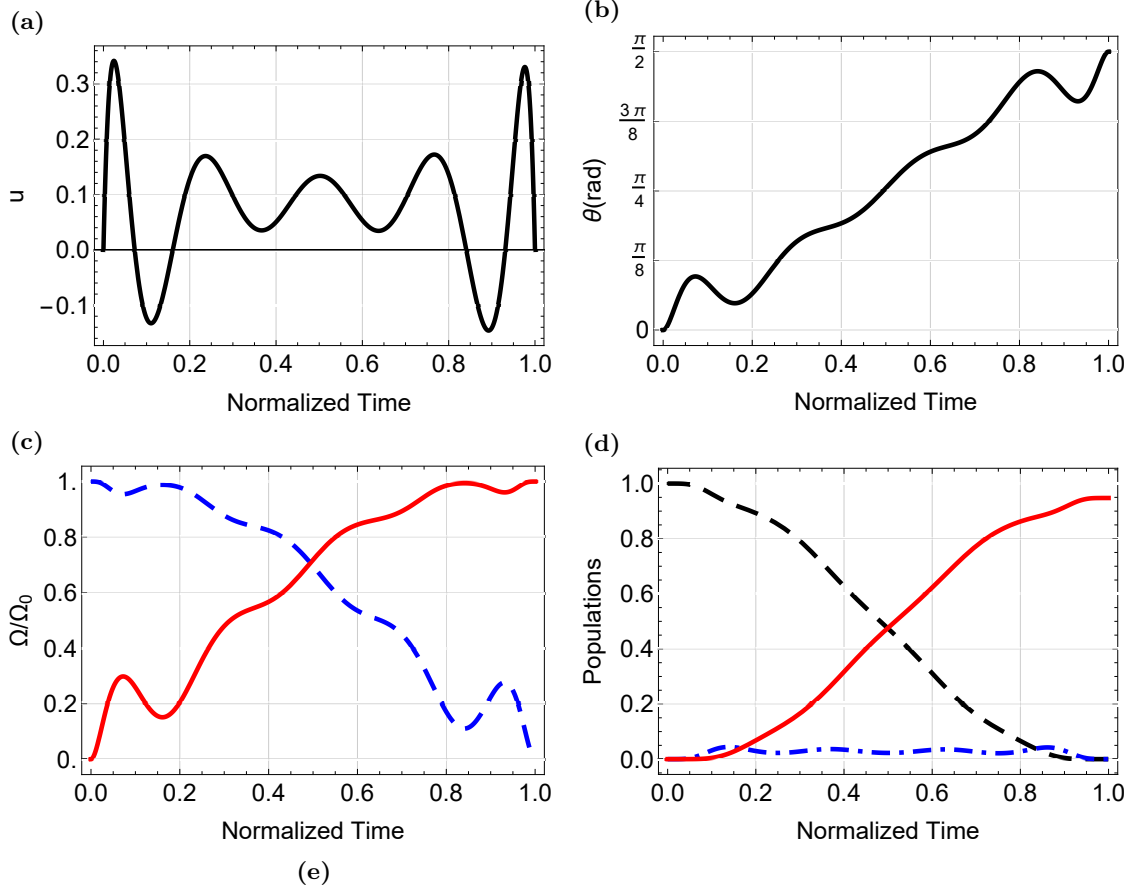 (a)
u
0.3
0.2
0.1
0.0
−0.1
0.0 0.2 0.4 0.6 0.8 1.0
Normalized Time
(b)
θ(rad)
π/2
3π/8
π/4
π/8
0
0.0 0.2 0.4 0.6 0.8 1.0
Normalized Time
(c)
Ω/Ω₀
1.
0.8
0.6
0.4
0.2
0.
0.0 0.2 0.4 0.6 0.8 1.0
Normalized Time
(d)
Populations
1.0
0.8
0.6
0.4
0.2
0.
0.0 0.2 0.4 0.6 0.8 1.0
Normalized Time
(e)